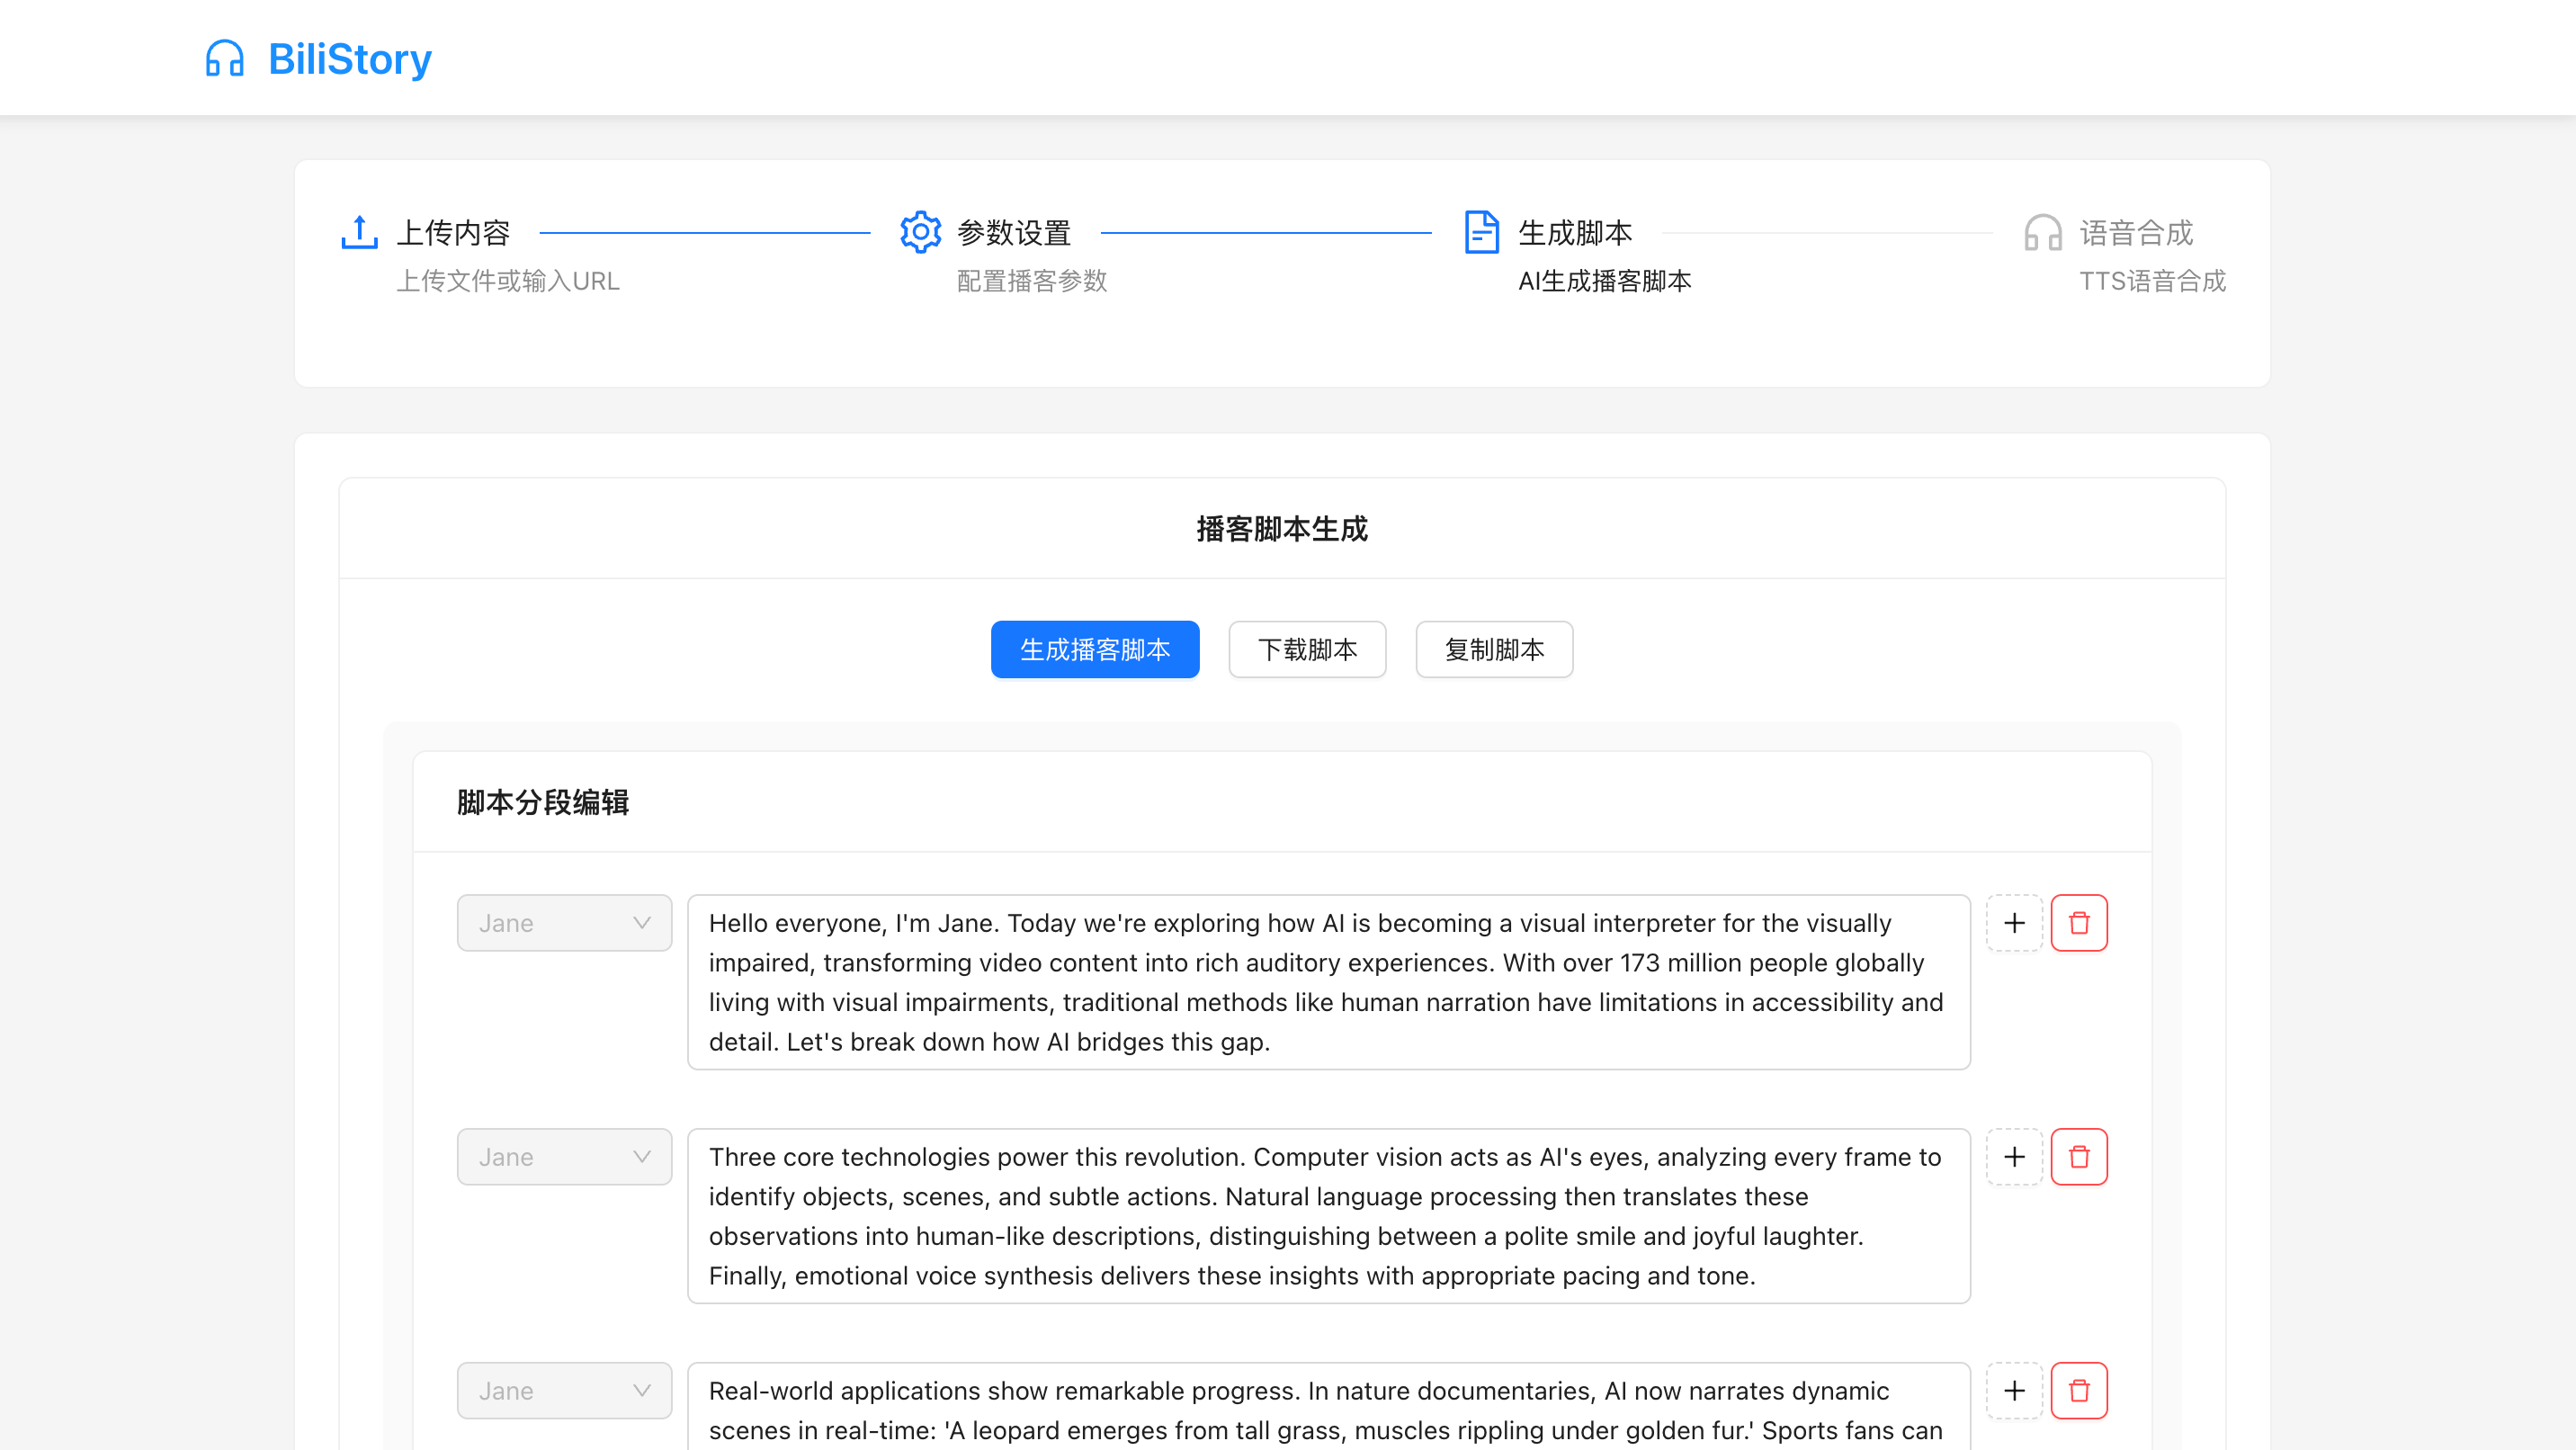 BiliStory
上传内容
上传文件或输入URL
参数设置
配置播客参数
生成脚本
AI生成播客脚本
语音合成
TTS语音合成
播客脚本生成
生成播客脚本
下载脚本
复制脚本
脚本分段编辑
Jane
Hello everyone, I'm Jane. Today we're exploring how AI is becoming a visual interpreter for the visually
impaired, transforming video content into rich auditory experiences. With over 173 million people globally
living with visual impairments, traditional methods like human narration have limitations in accessibility and
detail. Let's break down how AI bridges this gap.
Jane
Three core technologies power this revolution. Computer vision acts as AI's eyes, analyzing every frame to
identify objects, scenes, and subtle actions. Natural language processing then translates these
observations into human-like descriptions, distinguishing between a polite smile and joyful laughter.
Finally, emotional voice synthesis delivers these insights with appropriate pacing and tone.
Jane
Real-world applications show remarkable progress. In nature documentaries, AI now narrates dynamic
scenes in real-time: 'A leopard emerges from tall grass, muscles rippling under golden fur.' Sports fans can